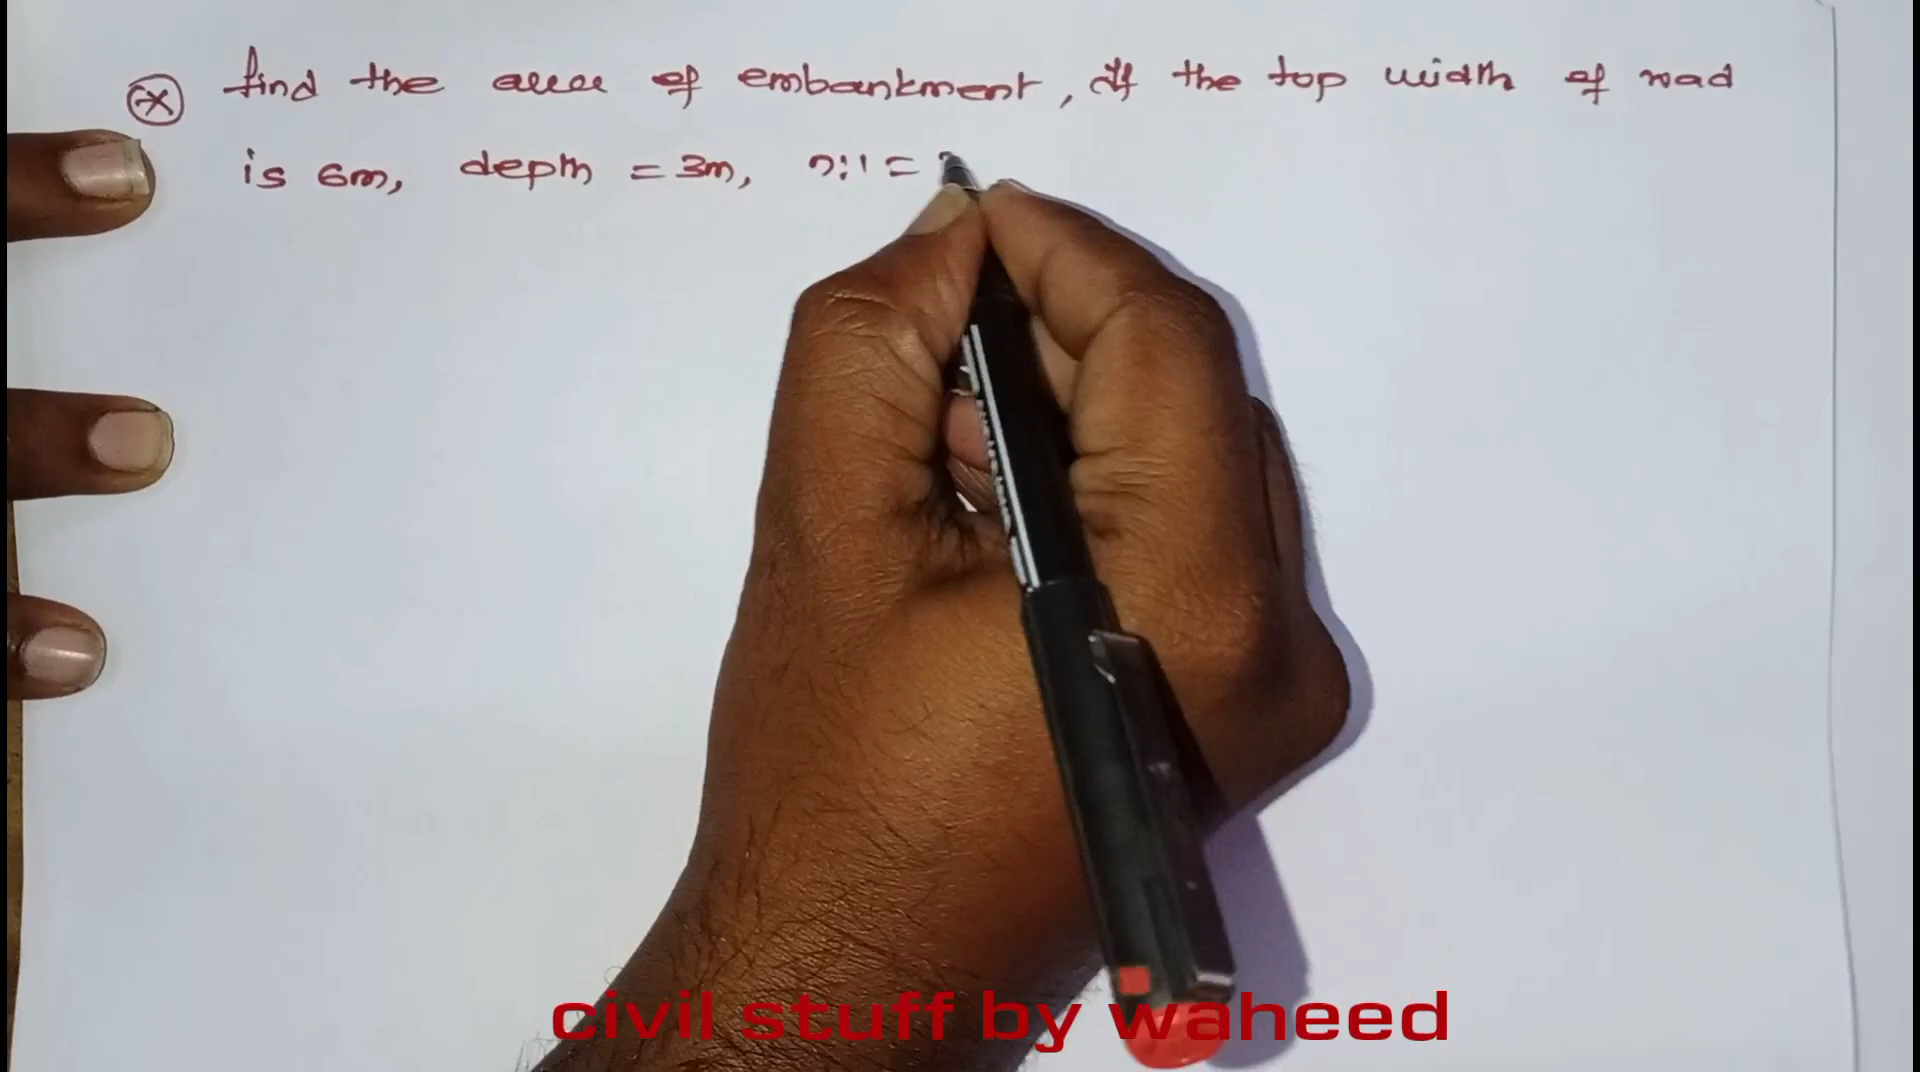 find the area of embankment, if the top width of road
is 6m, depth = 3m, n:1 =
civil stuff by waheed